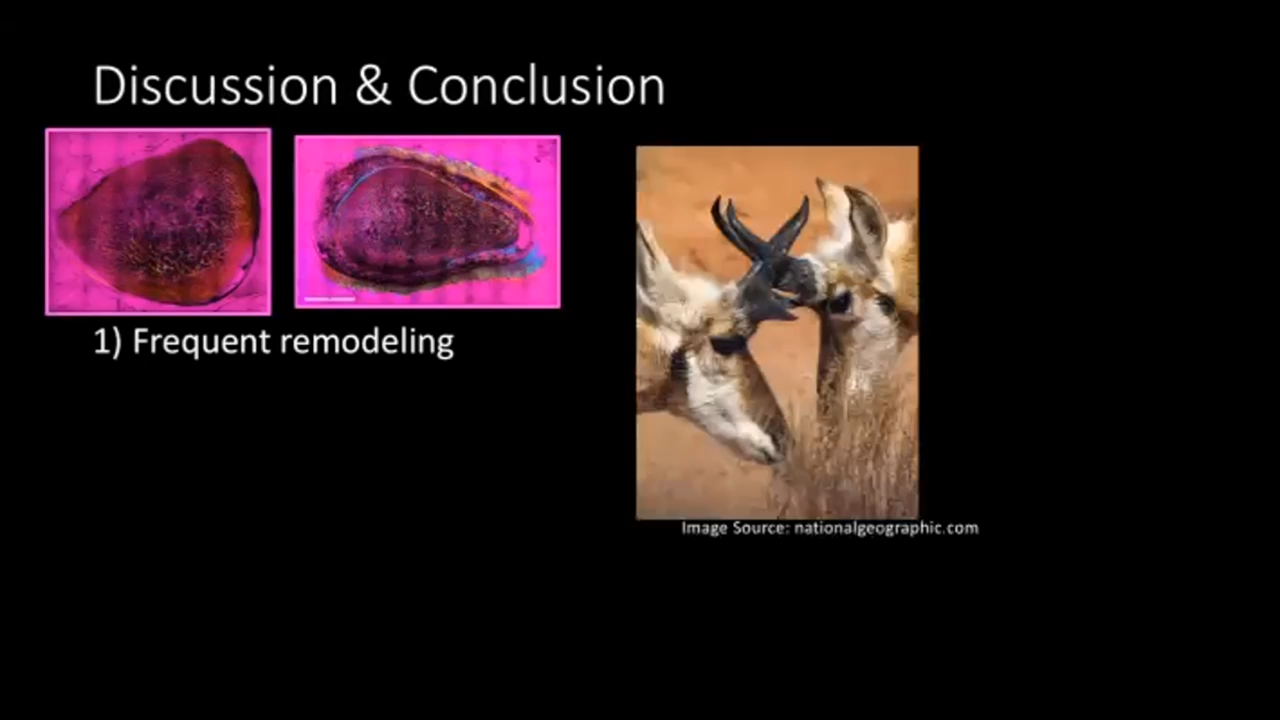 Discussion & Conclusion
1) Frequent remodeling
Image Source: nationalgeographic.com